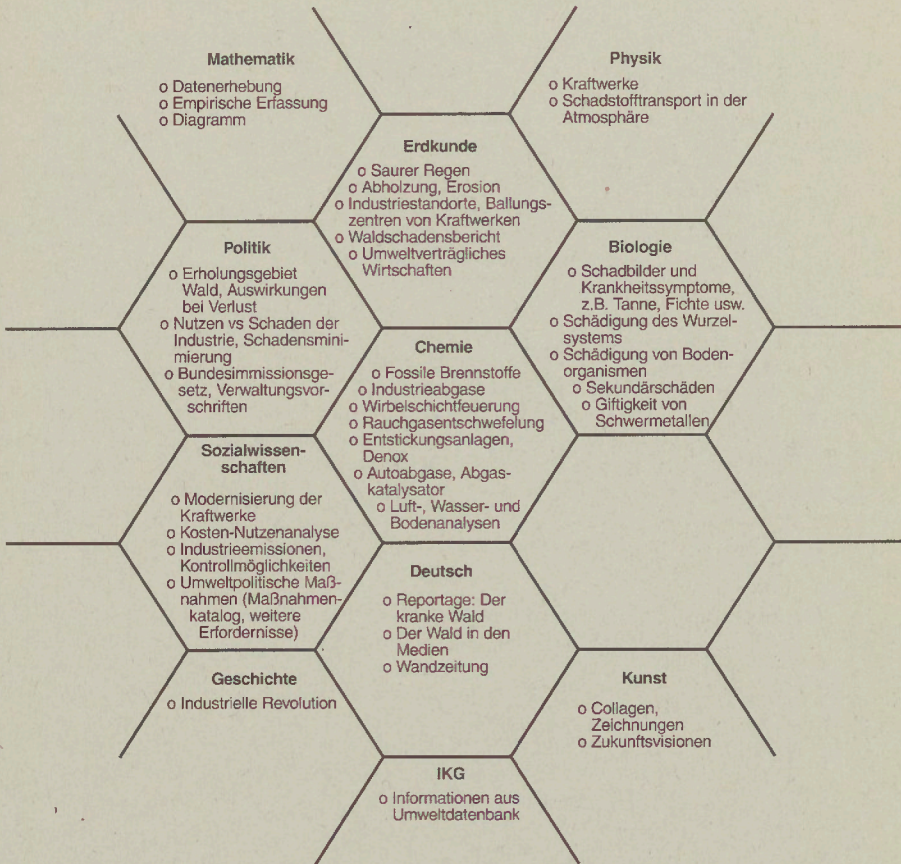 Mathematik
o Datenerhebung
o Empirische Erfassung
o Diagramm
Physik
o Kraftwerke
o Schadstofftransport in der
Atmosphäre
Erdkunde
o Saurer Regen
o Abholzung, Erosion
o Industriestandorte, Ballungs-
zentren von Kraftwerken
o Waldschadensbericht
o Umweltverträgliches
Wirtschaften
Politik
o Erholungsgebiet
Wald, Auswirkungen
bei Verlust
o Nutzen vs Schaden der
Industrie, Schadensmini-
mierung
o Bundesimmissionsge-
setz, Verwaltungsvor-
schriften
Biologie
o Schadbilder und
Krankheitssymptome,
z.B. Tanne, Fichte usw.
o Schädigung des Wurzel-
systems
o Schädigung von Boden-
organismen
o Sekundärschäden
o Giftigkeit von
Schwermetallen
Chemie
o Fossile Brennstoffe
o Industrieabgase
o Wirbelschichtfeuerung
o Rauchgasentschwefelung
o Entstickungsanlagen,
Denox
o Autoabgase, Abgas-
katalysator
o Luft-, Wasser- und
Bodenanalysen
Sozialwissen-
schaften
o Modernisierung der
Kraftwerke
o Kosten-Nutzenanalyse
o Industrieemissionen,
Kontrollmöglichkeiten
o Umweltpolitische Maß-
nahmen (Maßnahmen-
katalog, weitere
Erfordernisse)
Deutsch
o Reportage: Der
kranke Wald
o Der Wald in den
Medien
o Wandzeitung
Geschichte
o Industrielle Revolution
Kunst
o Collagen,
Zeichnungen
o Zukunftsvisionen
IKG
o Informationen aus
Umweltdatenbank